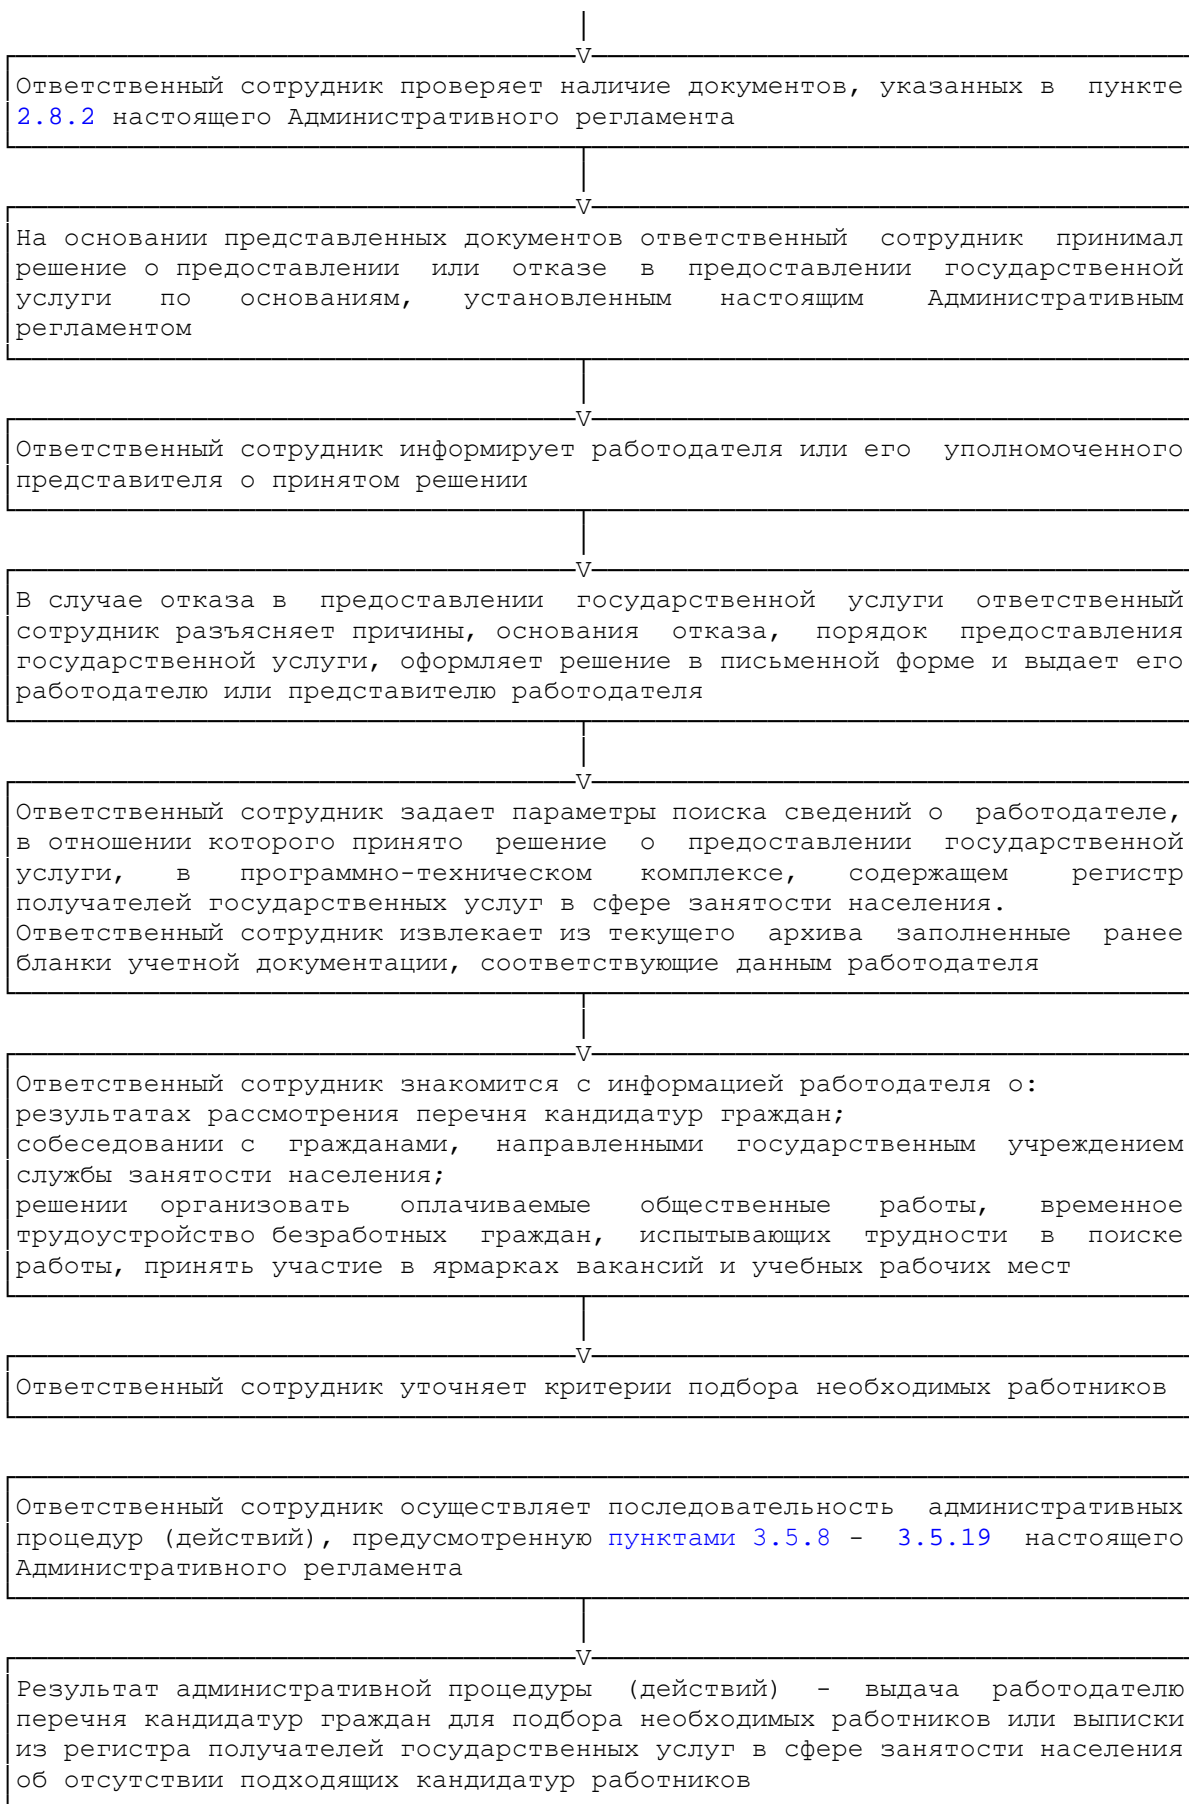 Ответственный сотрудник проверяет наличие документов, указанных в пункте
2.8.2 настоящего Административного регламента
На основании представленных документов ответственный сотрудник принимал
решение о предоставлении или отказе в предоставлении государственной
услуги по основаниям, установленным настоящим Административным
регламентом
Ответственный сотрудник информирует работодателя или его уполномоченного
представителя о принятом решении
В случае отказа в предоставлении государственной услуги ответственный
сотрудник разъясняет причины, основания отказа, порядок предоставления
государственной услуги, оформляет решение в письменной форме и выдает его
работодателю или представителю работодателя
Ответственный сотрудник задает параметры поиска сведений о работодателе,
в отношении которого принято решение о предоставлении государственной
услуги, в программно-техническом комплексе, содержащем регистр
получателей государственных услуг в сфере занятости населения.
Ответственный сотрудник извлекает из текущего архива заполненные ранее
бланки учетной документации, соответствующие данным работодателя
Ответственный сотрудник знакомится с информацией работодателя о:
результатах рассмотрения перечня кандидатур граждан;
собеседовании с гражданами, направленными государственным учреждением
службы занятости населения;
решении организовать оплачиваемые общественные работы, временное
трудоустройство безработных граждан, испытывающих трудности в поиске
работы, принять участие в ярмарках вакансий и учебных рабочих мест
Ответственный сотрудник уточняет критерии подбора необходимых работников
Ответственный сотрудник осуществляет последовательность административных
процедур (действий), предусмотренную пунктами 3.5.8 - 3.5.19 настоящего
Административного регламента
Результат административной процедуры (действий) - выдача работодателю
перечня кандидатур граждан для подбора необходимых работников или выписки
из регистра получателей государственных услуг в сфере занятости населения
об отсутствии подходящих кандидатур работников